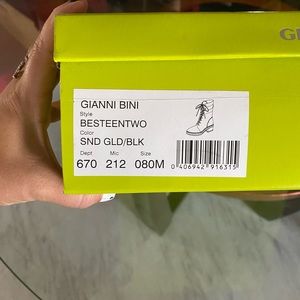 GIANNI BINI
Style
BESTEENTWO
Color
SND GLD/BLK
Dept Mic Size
670 212 080M
0 406942 916315